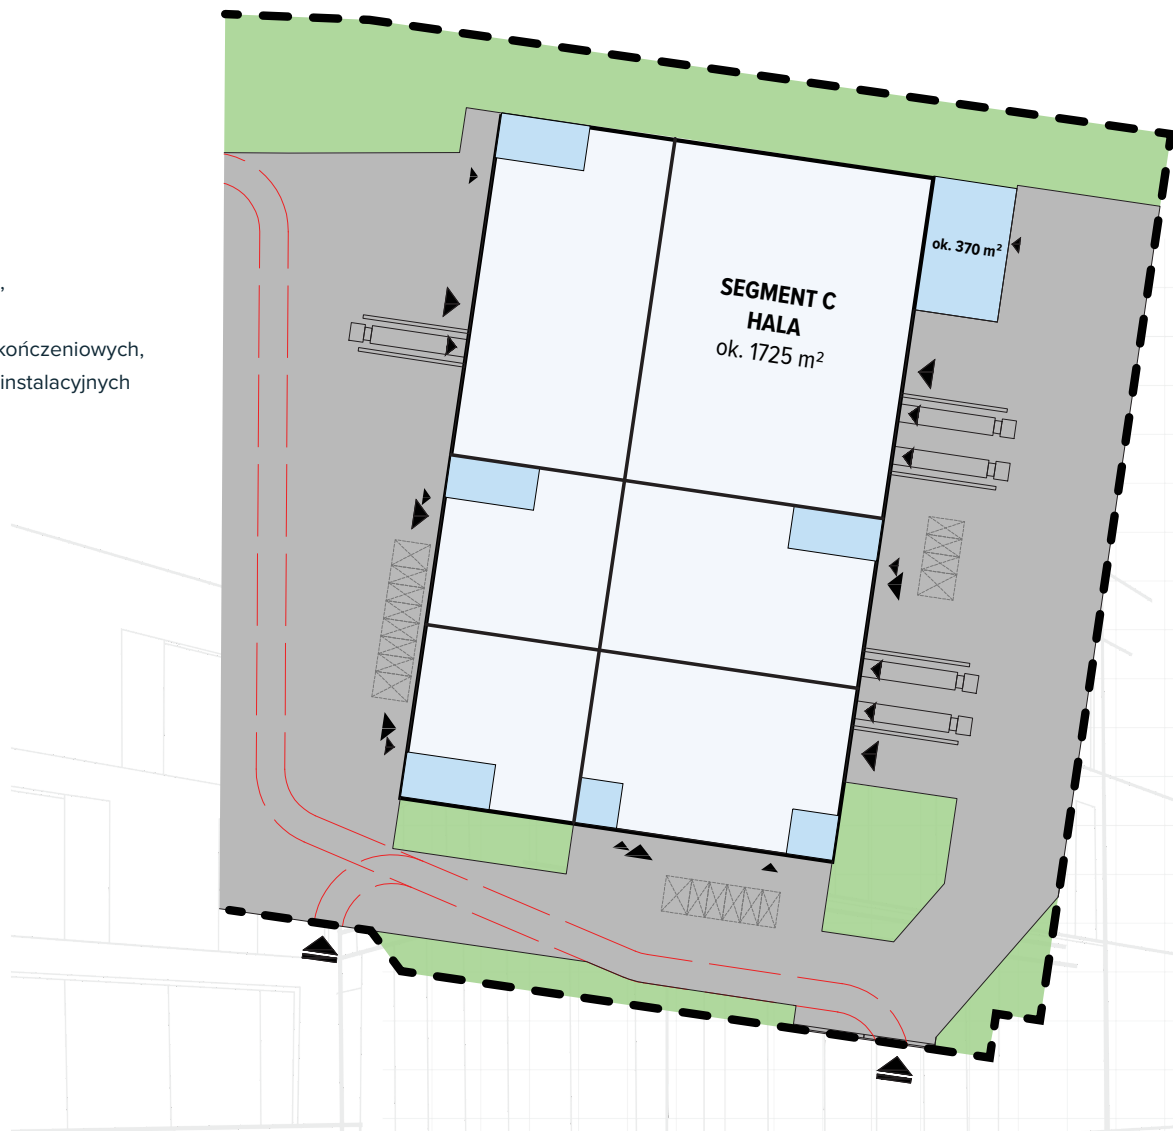 ,
kończeniowych,
instalacyjnych
ok. 370 m²
SEGMENT C
HALA
ok. 1725 m²